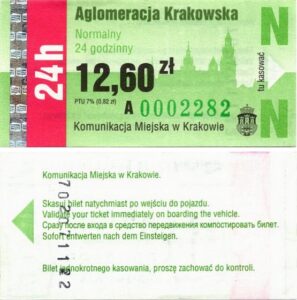 24h
Aglomeracja Krakowska
Normalny
24 godzinny
12,60 zł
PTU 7% (0,82 zł)
A 0002282
Komunikacja Miejska w Krakowie
N
N
tu kasować
Komunikacja Miejska w Krakowie.
Skasuj bilet natychmiast po wejściu do pojazdu.
Validate your ticket immediately on boarding the vehicle.
Сразу после входа в средство передвижения компостировать билет.
Sofort entwerten nach dem Einsteigen.
Bilet jednokrotnego kasowania, proszę zachować do kontroli.